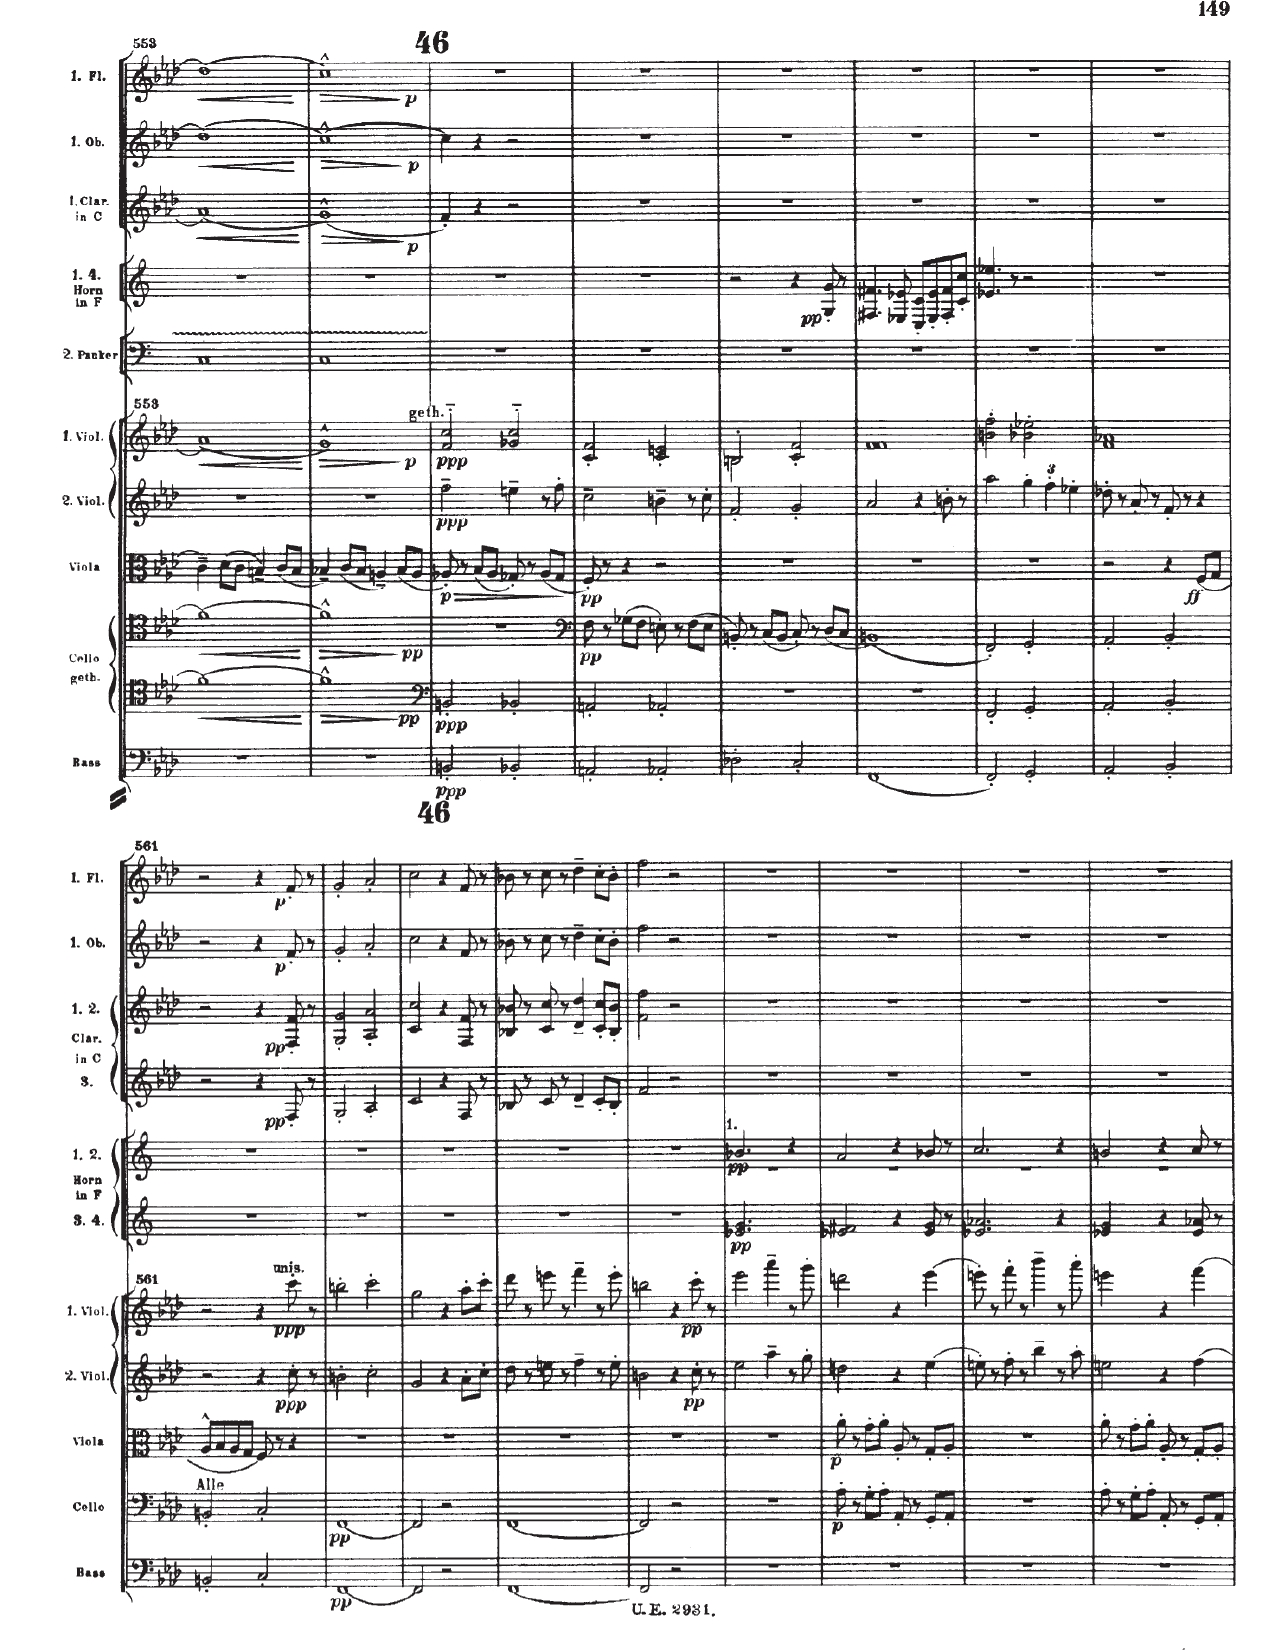 149
46
553
1. Fl.
p
1. Ob.
p
1. Clar.
in C
p
1. 4.
Horn
in F
pp
2. Pauker
553
geth.
1. Viol.
p ppp
3
2. Viol.
ppp
Viola
p pp ff
pp pp
Cello
geth.
pp ppp
Bass
ppp
46
561
1. Fl.
p
1. Ob.
p
1. 2.
pp
Clar.
in C
3.
pp
1.
1. 2.
pp
Horn
in F
3. 4.
pp
561
unis.
1. Viol.
ppp pp
2. Viol.
ppp pp
Viola
p
Alle
Cello
pp p
Bass
pp
U. E. 2931.